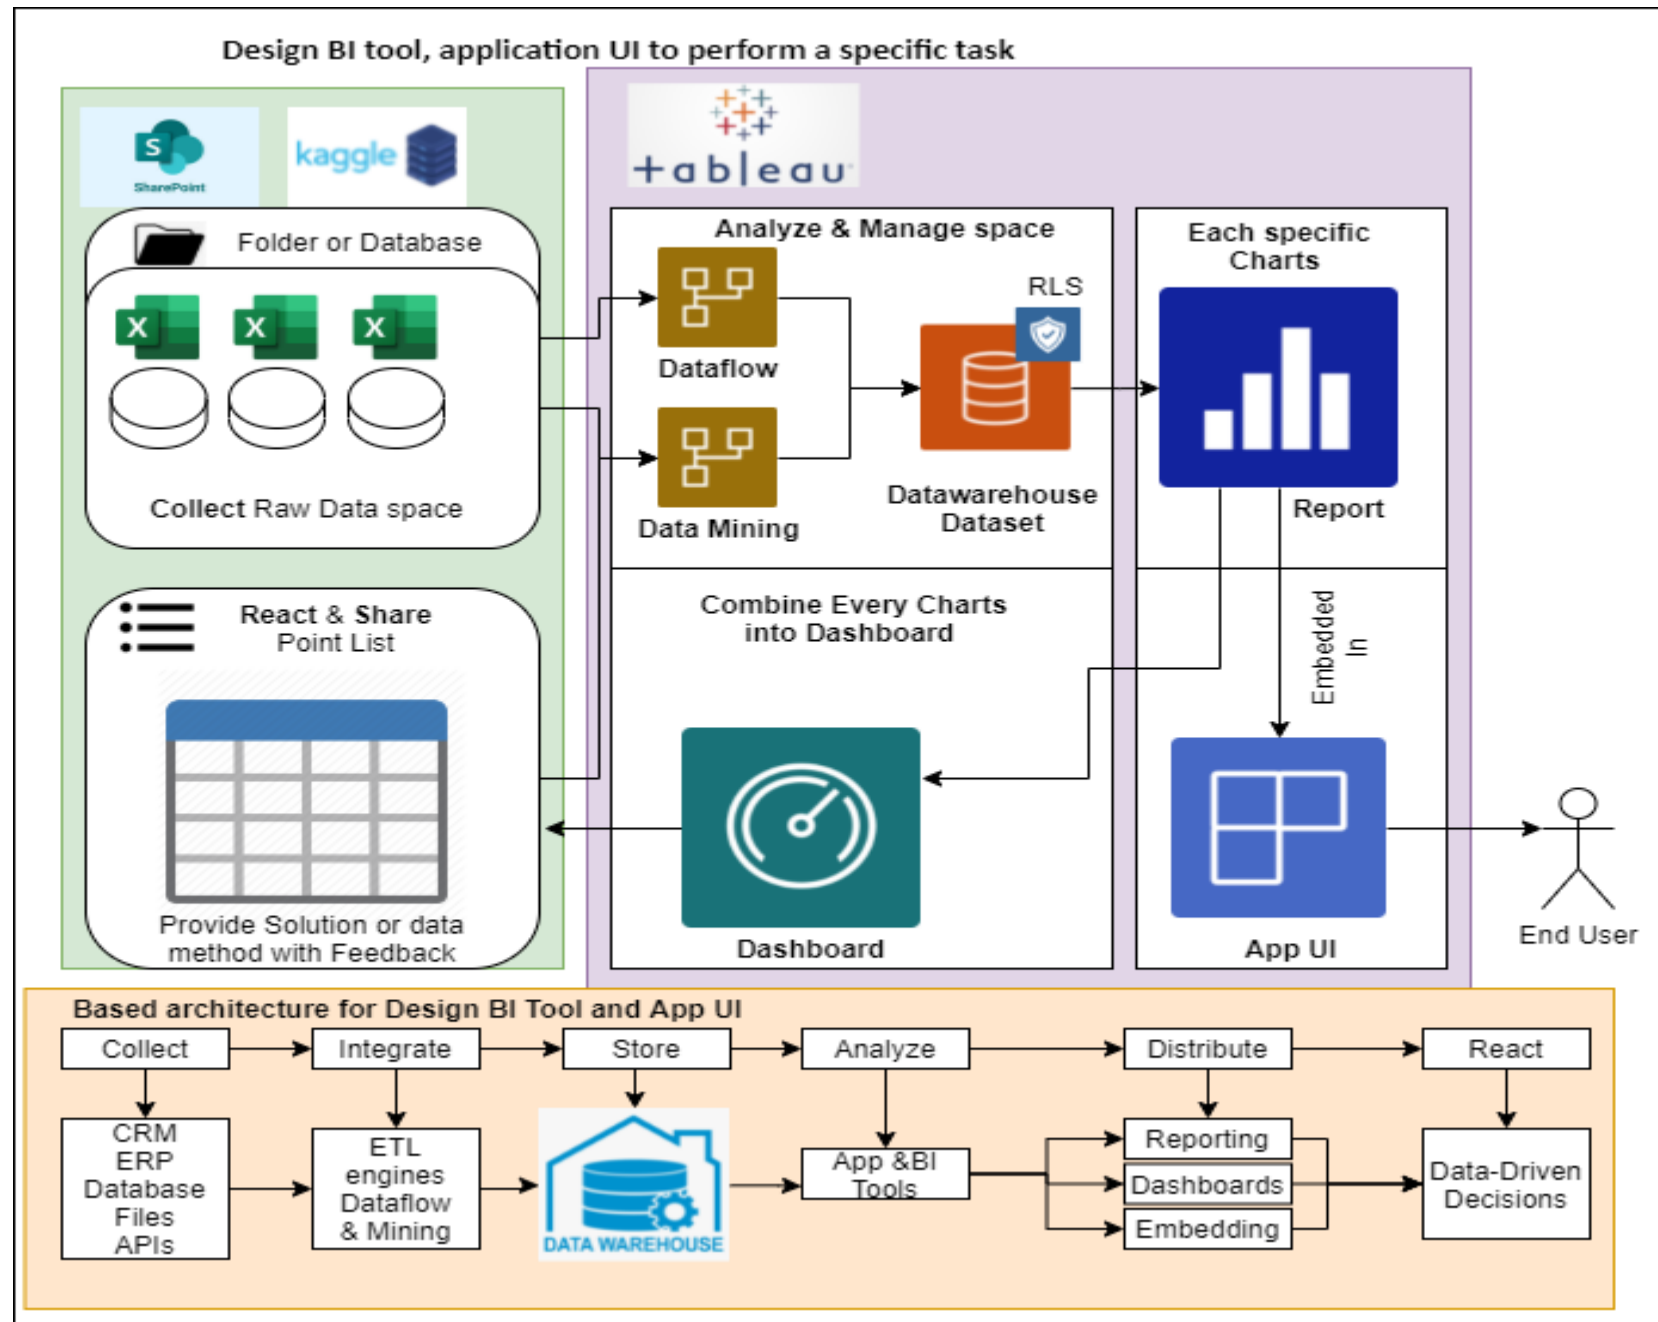 Design BI tool, application UI to perform a specific task
S
SharePoint
kaggle
+ableau
Folder or Database
X
X
X
Collect Raw Data space
React & Share
Point List
Provide Solution or data
method with Feedback
Analyze & Manage space
Dataflow
Data Mining
RLS
Datawarehouse
Dataset
Each specific
Charts
Report
Combine Every Charts
into Dashboard
Dashboard
Embedded
In
App UI
End User
Based architecture for Design BI Tool and App UI
Collect
Integrate
Store
Analyze
Distribute
React
CRM
ERP
Database
Files
APIs
ETL
engines
Dataflow
& Mining
DATA WAREHOUSE
App &BI
Tools
Reporting
Dashboards
Embedding
Data-Driven
Decisions